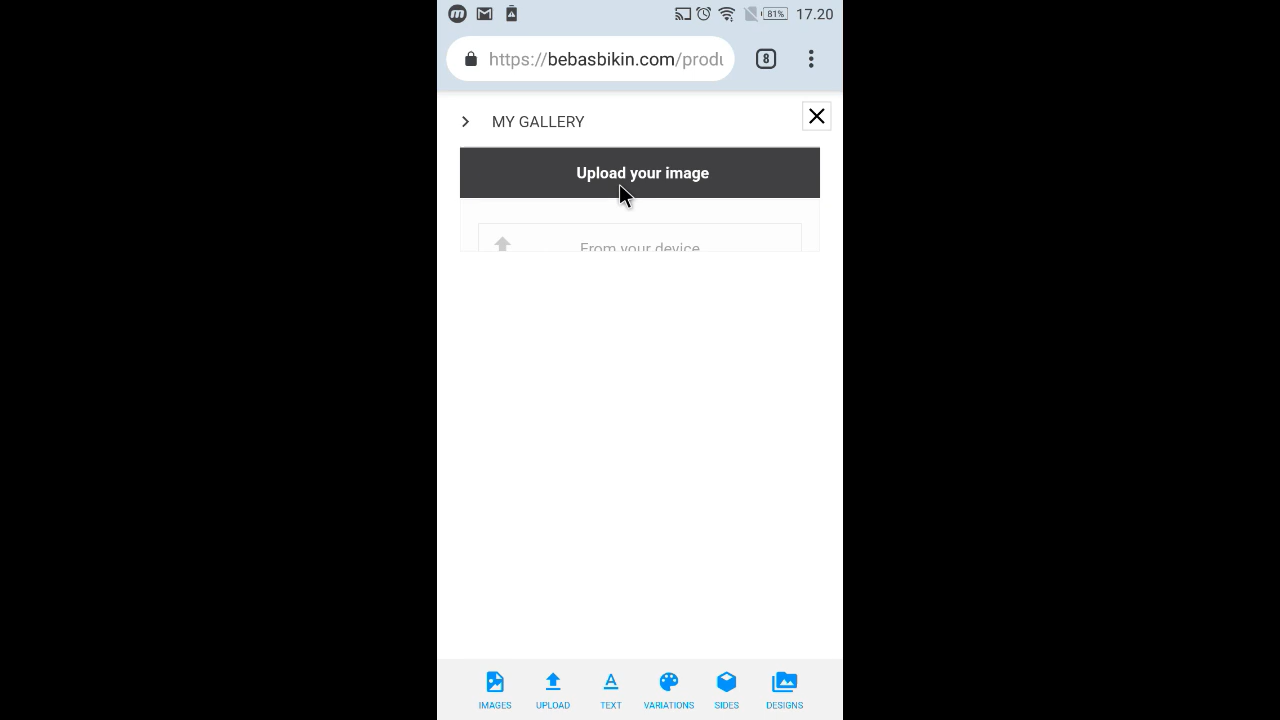 81% 17.20
https://bebasbikin.com/produ
8
MY GALLERY
Upload your image
From your device
IMAGES UPLOAD TEXT VARIATIONS SIDES DESIGNS